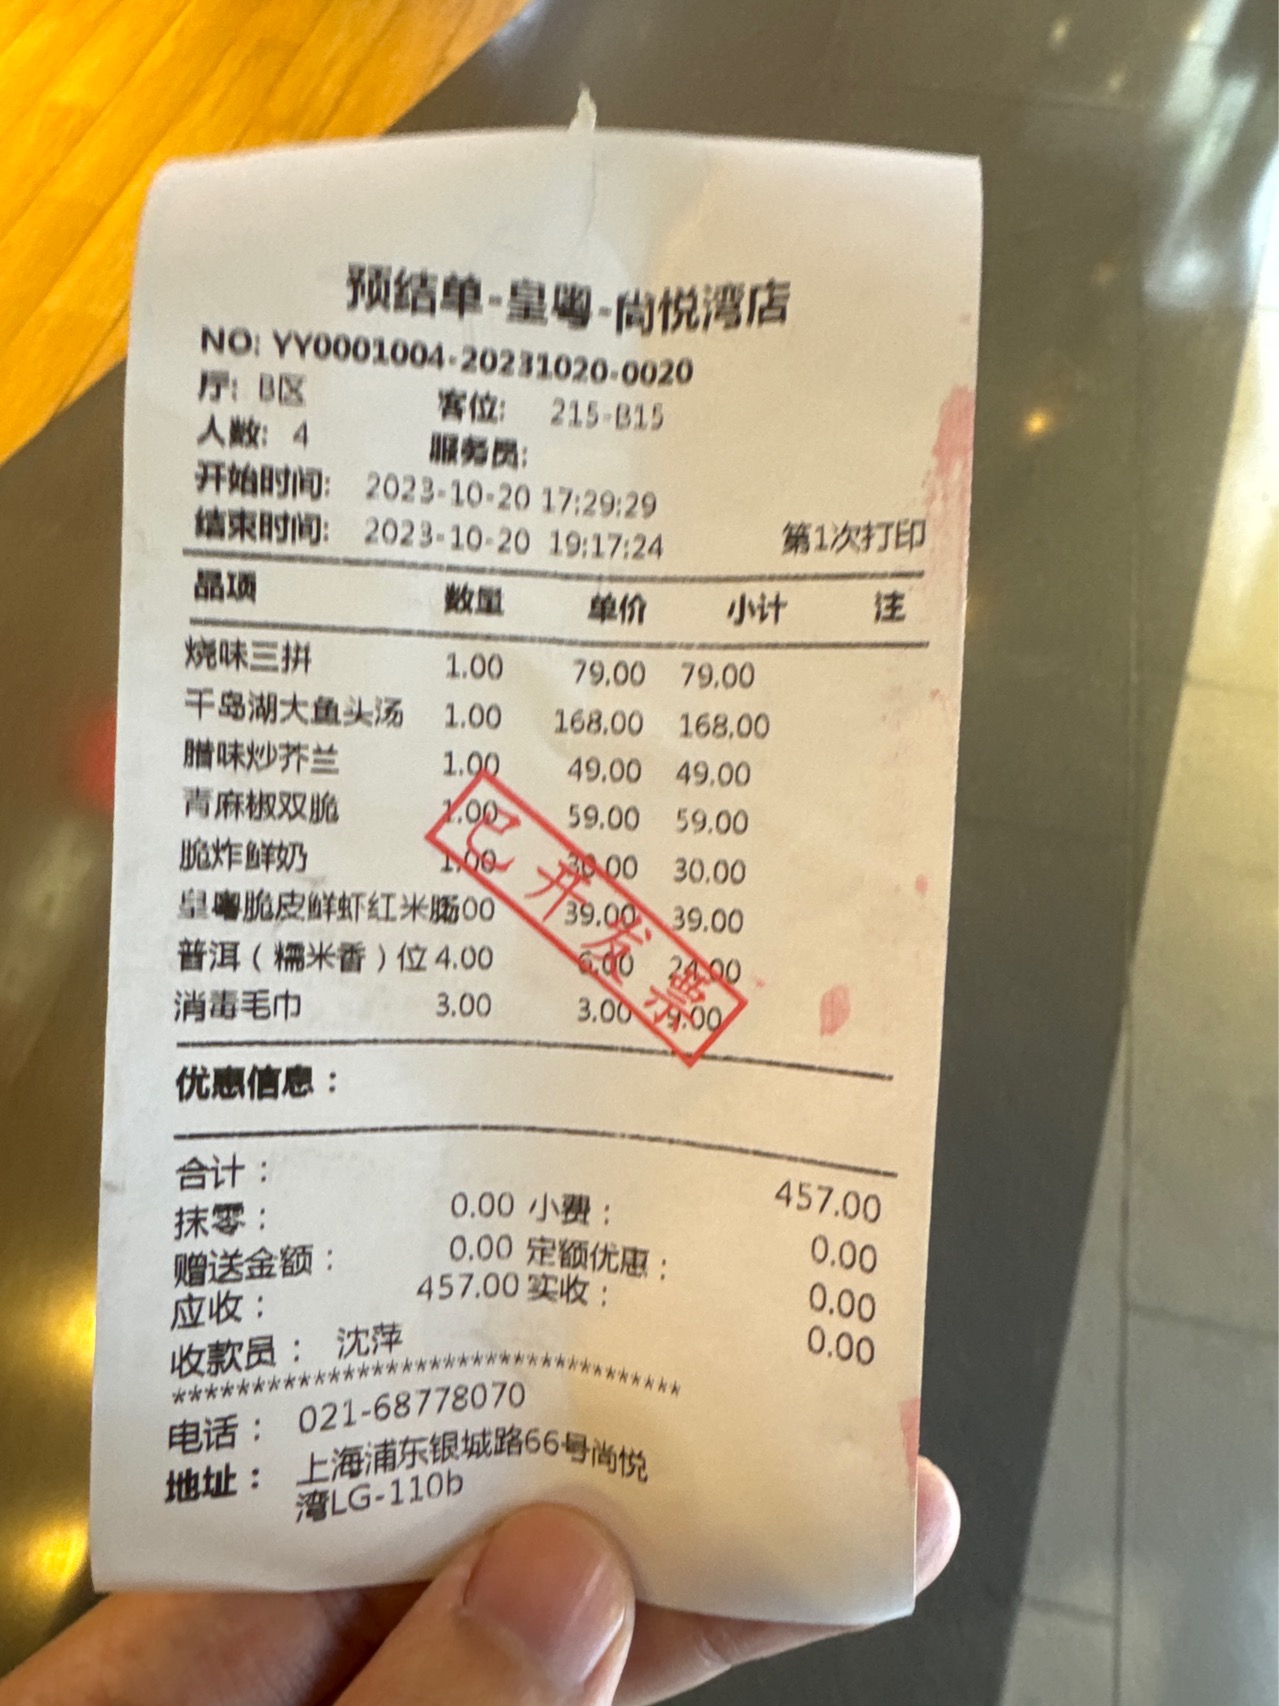 预结单-皇粤-尚悦湾店
NO: YY0001004-20231020-0020
厅: B区 客位: 215-B15
人数: 4 服务员:
开始时间: 2023-10-20 17:29:29
结束时间: 2023-10-20 19:17:24 第1次打印
品项 数量 单价 小计 注
烧味三拼 1.00 79.00 79.00
千岛湖大鱼头汤 1.00 168.00 168.00
腊味炒芥兰 1.00 49.00 49.00
青麻椒双脆 1.00 59.00 59.00
脆炸鲜奶 1.00 30.00 30.00
皇粤脆皮鲜虾红米肠 .00 39.00 39.00
普洱(糯米香)位 4.00 6.00 24.00
消毒毛巾 3.00 3.00 9.00
已开发票
优惠信息:
合计: 457.00
抹零: 0.00 小费: 0.00
赠送金额: 0.00 定额优惠: 0.00
应收: 457.00 实收: 0.00
收款员: 沈萍
****************************************
电话: 021-68778070
地址: 上海浦东银城路66号尚悦
湾LG-110b